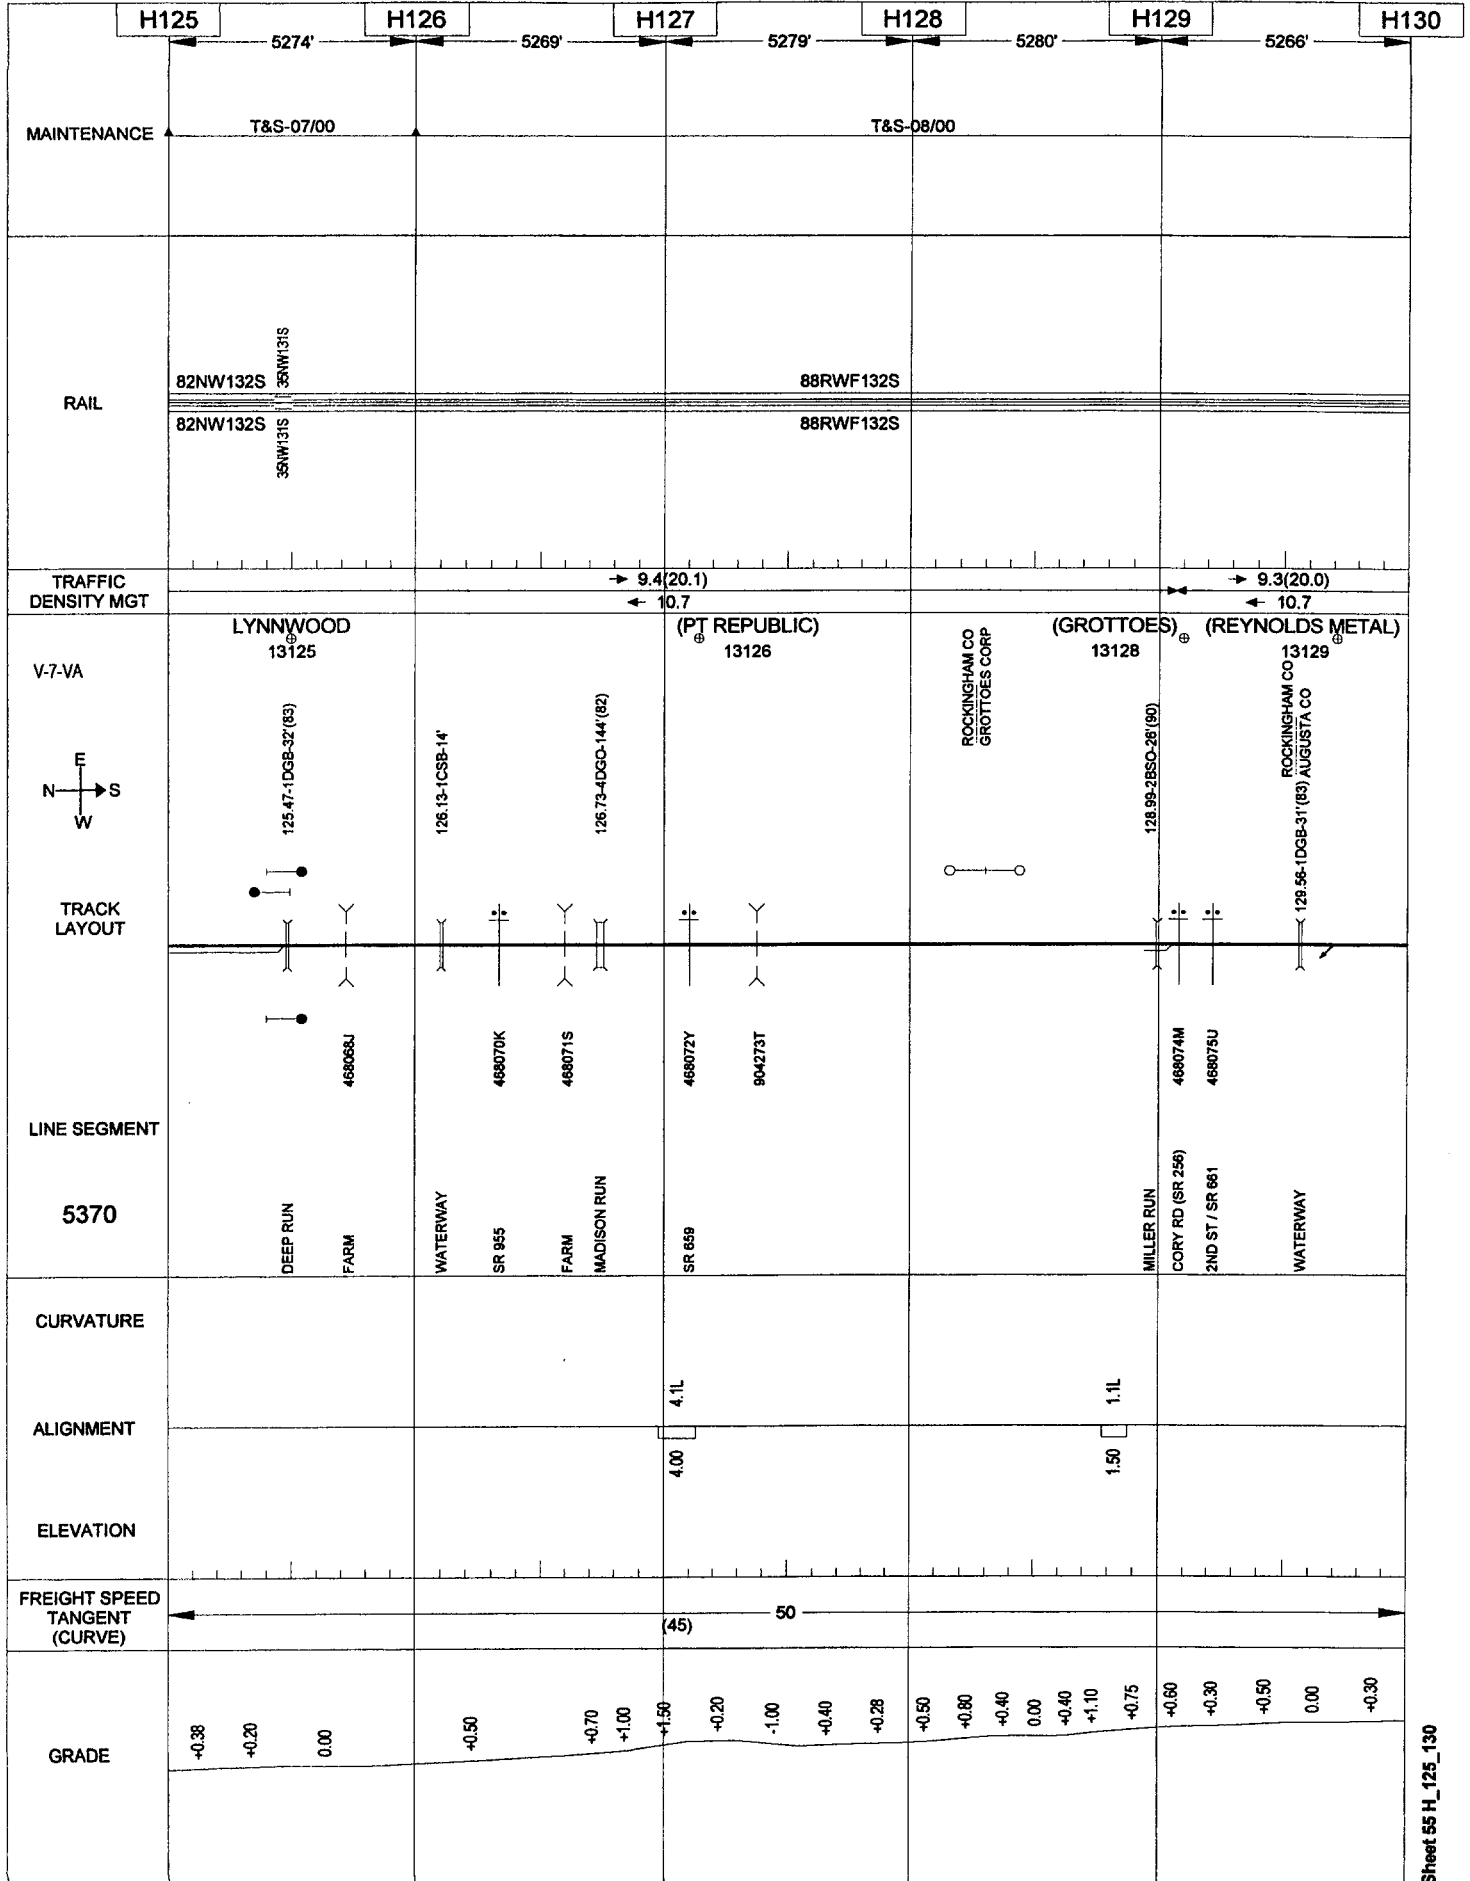 H125 H126 H127 H128 H129 H130
5274' 5269' 5279' 5280' 5266'
MAINTENANCE
T&S-07/00 T&S-08/00
RAIL
82NW132S 35NW131S 88RWF132S
82NW132S 35NW131S 88RWF132S
TRAFFIC
DENSITY MGT
9.4(20.1) 9.3(20.0)
10.7 10.7
LYNNWOOD (PT REPUBLIC) (GROTTOES) (REYNOLDS METAL)
13125 13126 13128 13129
V-7-VA
ROCKINGHAM CO
GROTTOES CORP
ROCKINGHAM CO
AUGUSTA CO
E
N S
W
125.47-1DGB-32'(83)
126.13-1CSB-14'
126.73-4DGO-144'(82)
128.99-2BSO-26'(90)
129.56-1DGB-31'(83)
TRACK
LAYOUT
468068J
468070K
468071S
468072Y
904273T
468074M
468075U
LINE SEGMENT
5370
DEEP RUN
FARM
WATERWAY
SR 955
FARM
MADISON RUN
SR 659
MILLER RUN
CORY RD (SR 256)
2ND ST / SR 661
WATERWAY
CURVATURE
4.1L 1.1L
ALIGNMENT
4.00 1.50
ELEVATION
FREIGHT SPEED
TANGENT
(CURVE)
50
(45)
GRADE
+0.38 +0.20 0.00 +0.50 +0.70 +1.00 +1.50 +0.20 -1.00 +0.40 +0.28 +0.50 +0.80 +0.40 0.00 +0.40 +1.10 +0.75 +0.60 +0.30 +0.50 0.00 +0.30
Sheet 55 H_125_130